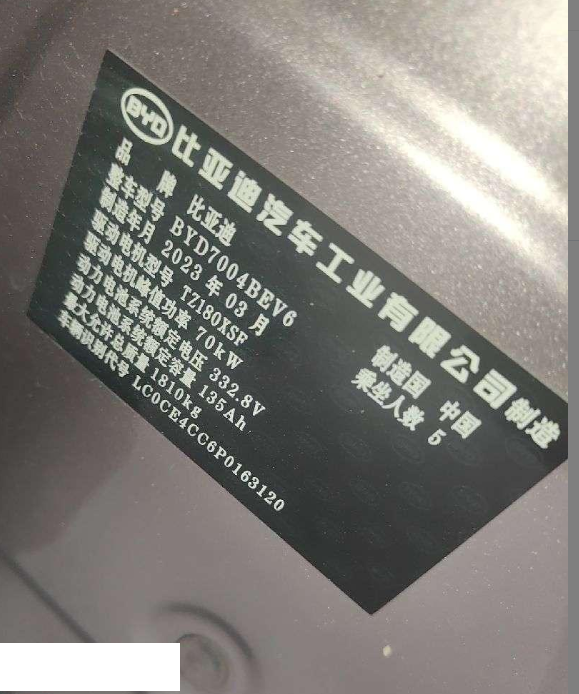 BYD 比亚迪汽车工业有限公司制造
品 牌 比亚迪 制造国 中国
整车型号 BYD7004BEV6 乘坐人数 5
制造年月 2023 年 03 月
驱动电机型号 TZ180XSF
驱动电机峰值功率 70kW
动力电池系统额定电压 332.8V
动力电池系统额定容量 135Ah
最大允许总质量 1810kg
车辆识别代号 LC0CE4CC6P0163120